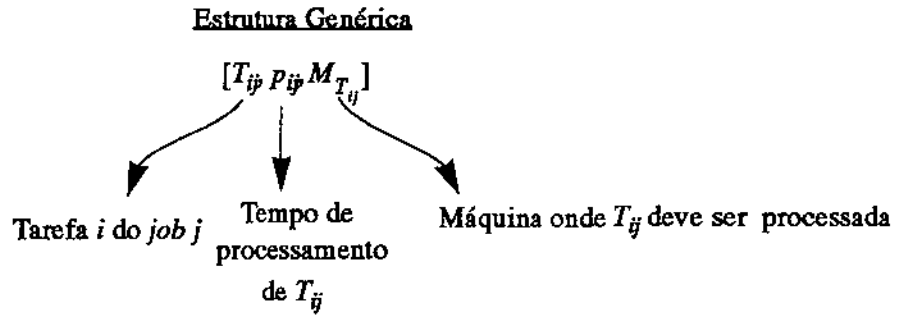 Estrutura Genérica
[T_ij, p_ij, M_T_ij]
Tarefa i do job j
Tempo de
processamento
de T_ij
Máquina onde T_ij deve ser processada